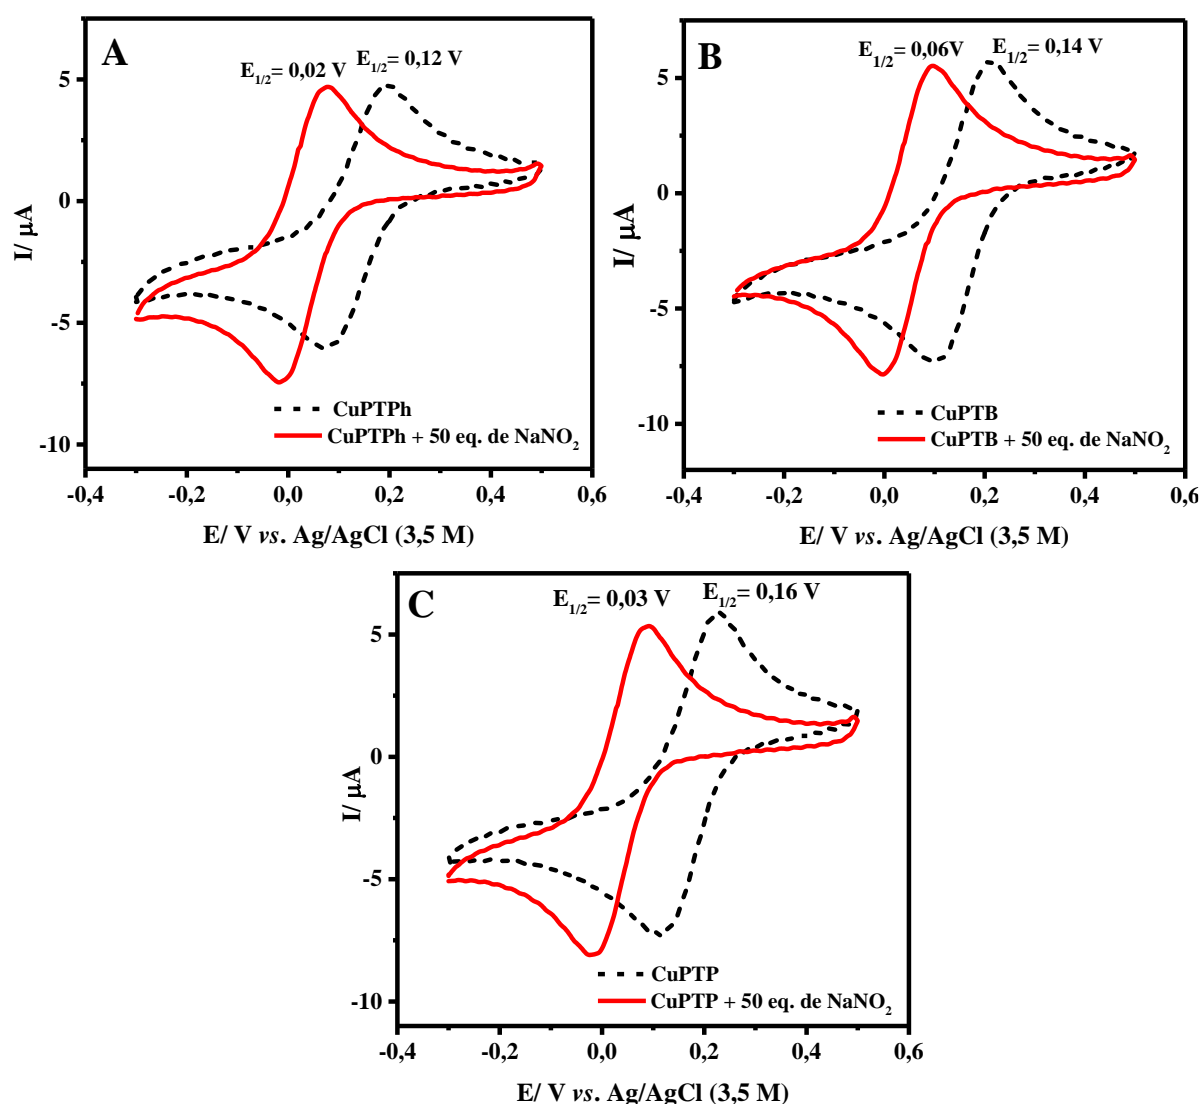 A
E1/2= 0,02 V
E1/2= 0,12 V
5
0
-5
-10
I/ µA
CuPTPh
CuPTPh + 50 eq. de NaNO2
-0,4 -0,2 0,0 0,2 0,4 0,6
E/ V vs. Ag/AgCl (3,5 M)
B
E1/2= 0,06V
E1/2= 0,14 V
5
0
-5
-10
I/ µA
CuPTB
CuPTB + 50 eq. de NaNO2
-0,4 -0,2 0,0 0,2 0,4 0,6
E/ V vs. Ag/AgCl (3,5 M)
C
E1/2= 0,03 V
E1/2= 0,16 V
5
0
-5
-10
I/ µA
CuPTP
CuPTP + 50 eq. de NaNO2
-0,4 -0,2 0,0 0,2 0,4 0,6
E/ V vs. Ag/AgCl (3,5 M)